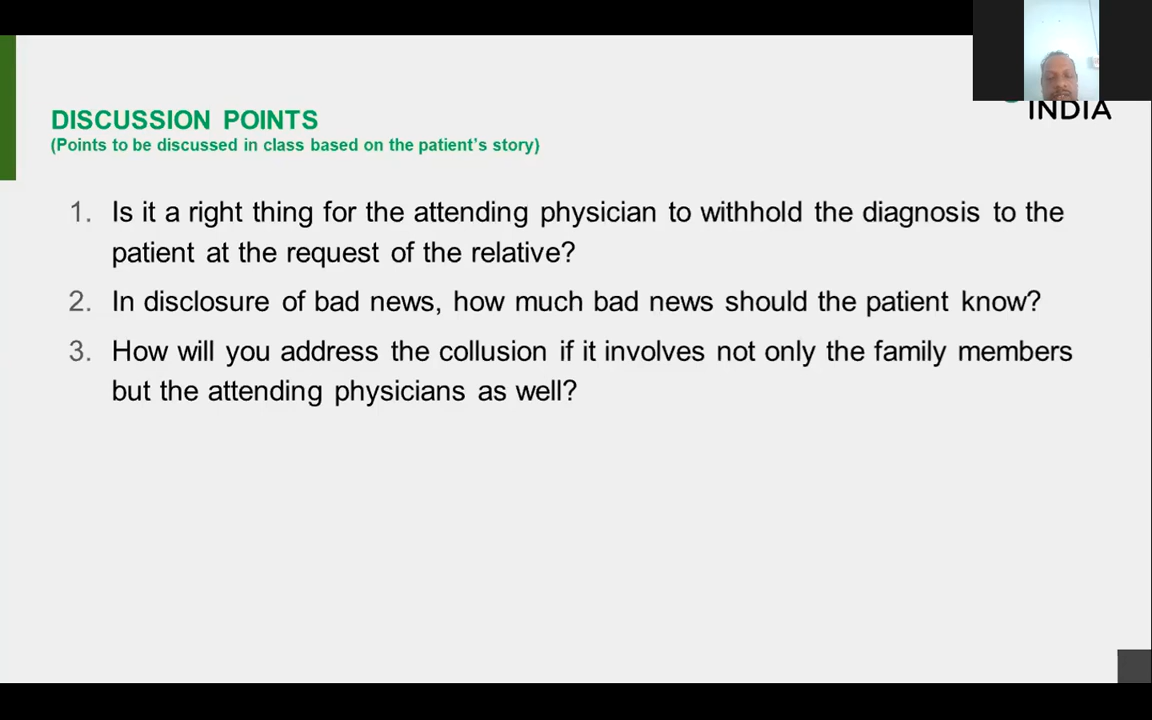 INDIA
DISCUSSION POINTS
(Points to be discussed in class based on the patient's story)
1. Is it a right thing for the attending physician to withhold the diagnosis to the
patient at the request of the relative?
2. In disclosure of bad news, how much bad news should the patient know?
3. How will you address the collusion if it involves not only the family members
but the attending physicians as well?